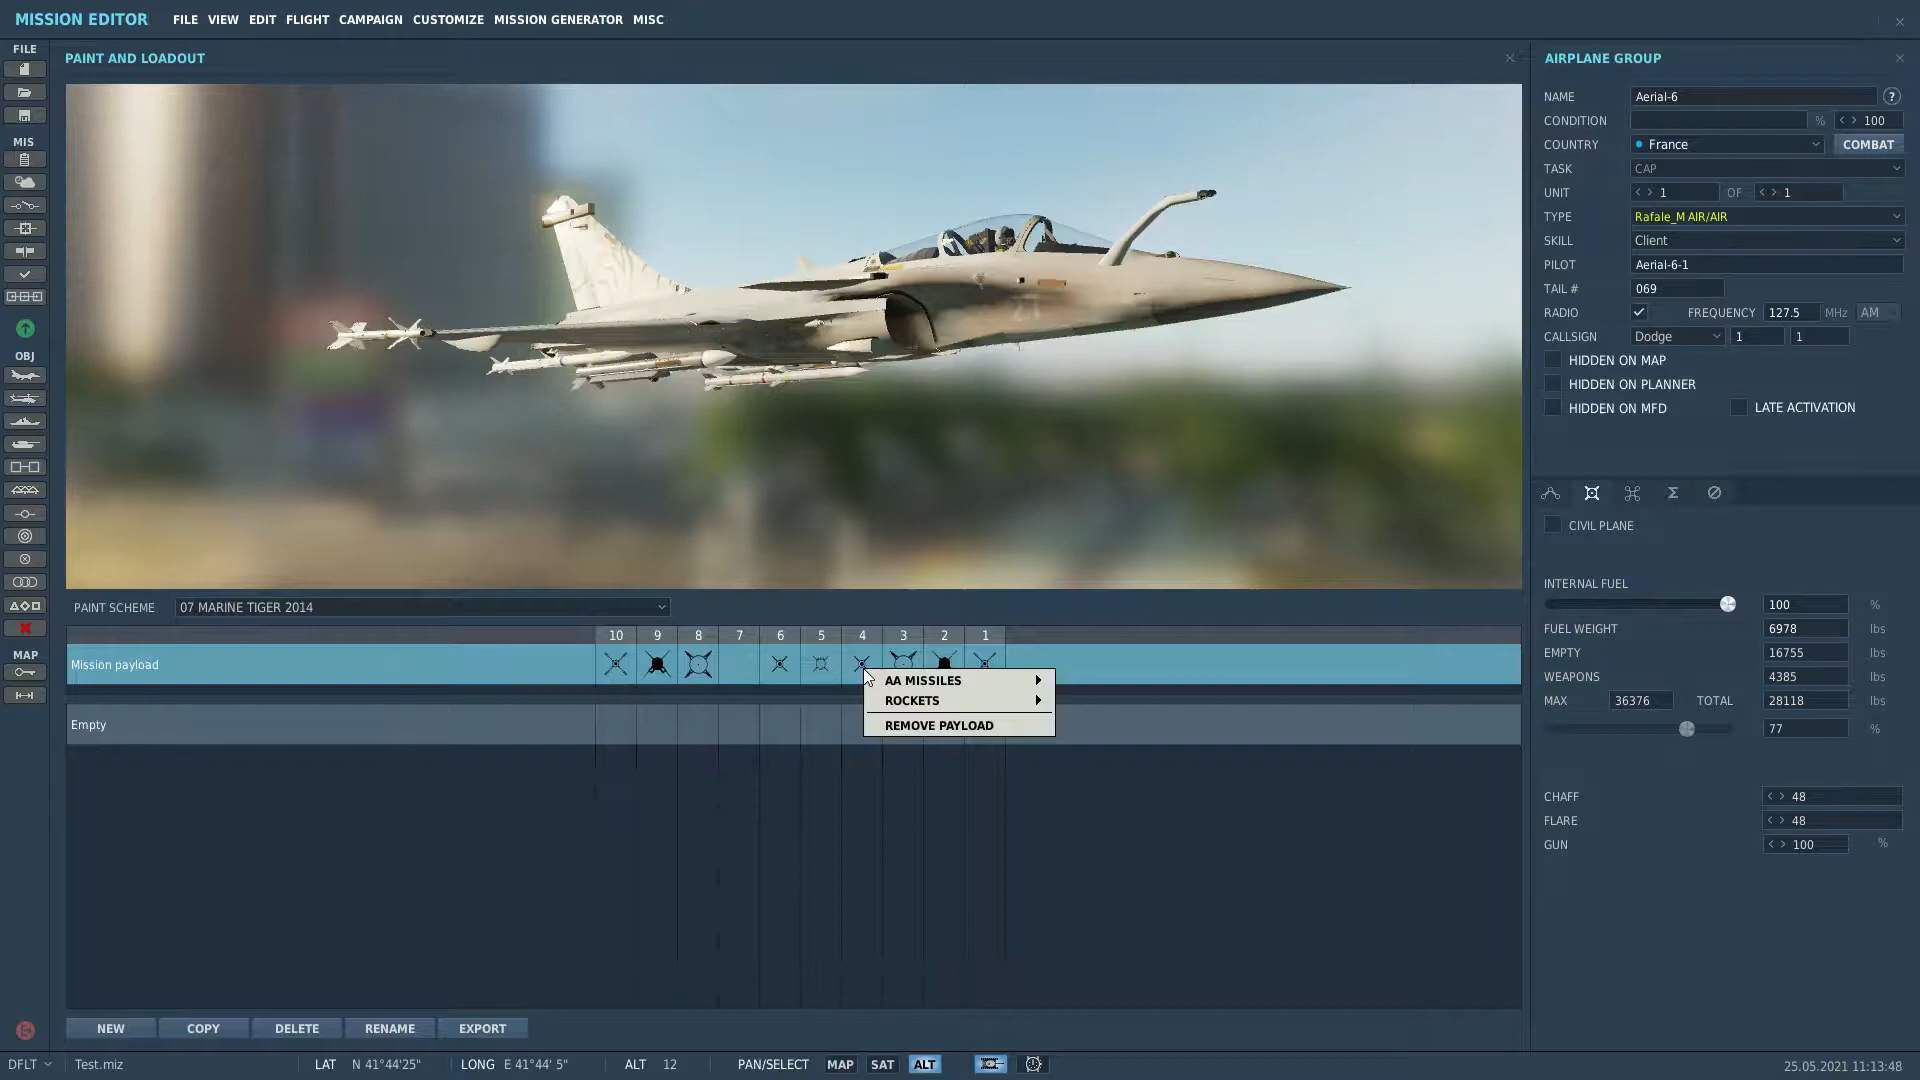 MISSION EDITOR FILE VIEW EDIT FLIGHT CAMPAIGN CUSTOMIZE MISSION GENERATOR MISC
FILE
MIS
OBJ
MAP
PAINT AND LOADOUT
PAINT SCHEME 07 MARINE TIGER 2014
10 9 8 7 6 5 4 3 2 1
Mission payload
Empty
AA MISSILES
ROCKETS
REMOVE PAYLOAD
NEW COPY DELETE RENAME EXPORT
AIRPLANE GROUP
NAME Aerial-6 ?
CONDITION % < > 100
COUNTRY France COMBAT
TASK CAP
UNIT < > 1 OF < > 1
TYPE Rafale_M AIR/AIR
SKILL Client
PILOT Aerial-6-1
TAIL # 069
RADIO FREQUENCY 127.5 MHz AM
CALLSIGN Dodge 1 1
HIDDEN ON MAP
HIDDEN ON PLANNER
HIDDEN ON MFD LATE ACTIVATION
Σ
CIVIL PLANE
INTERNAL FUEL
100 %
FUEL WEIGHT 6978 lbs
EMPTY 16755 lbs
WEAPONS 4385 lbs
MAX 36376 TOTAL 28118 lbs
77 %
CHAFF < > 48
FLARE < > 48
GUN < > 100 %
DFLT Test.miz LAT N 41°44'25" LONG E 41°44' 5" ALT 12 PAN/SELECT MAP SAT ALT 25.05.2021 11:13:48